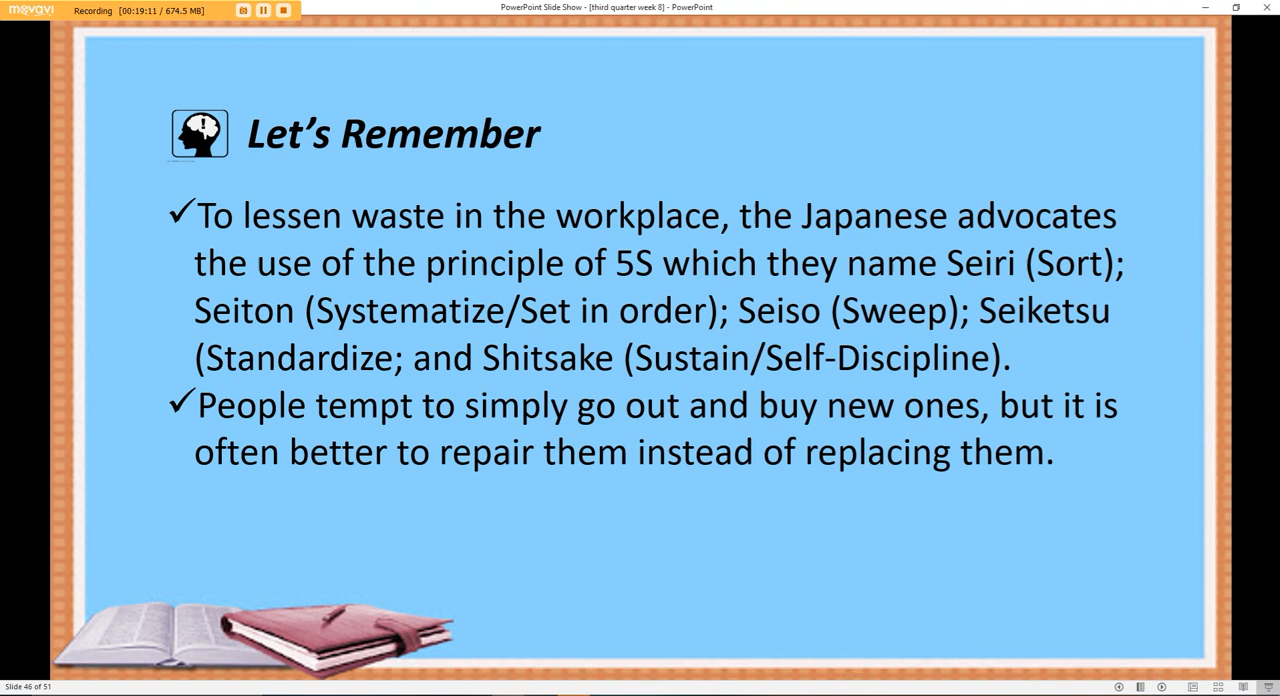 movavi Recording [00:19:11 / 674.5 MB]
PowerPoint Slide Show - [third quarter week 8] - PowerPoint
Let's Remember
✓To lessen waste in the workplace, the Japanese advocates
the use of the principle of 5S which they name Seiri (Sort);
Seiton (Systematize/Set in order); Seiso (Sweep); Seiketsu
(Standardize; and Shitsake (Sustain/Self-Discipline).
✓People tempt to simply go out and buy new ones, but it is
often better to repair them instead of replacing them.
Slide 46 of 51